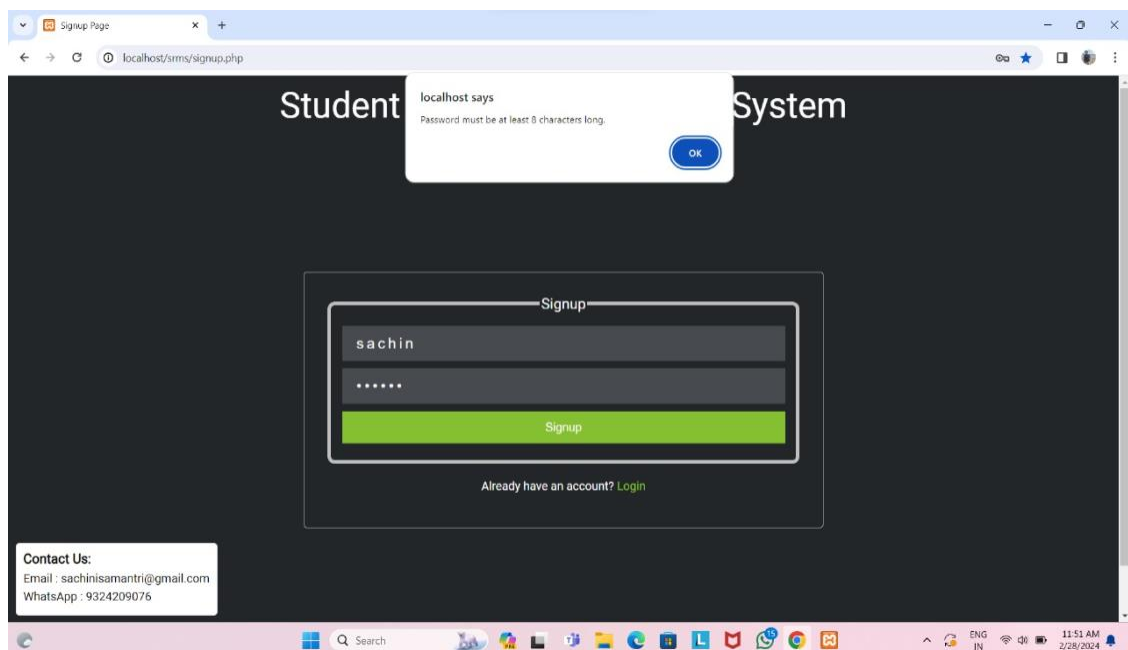 Signup Page
localhost/srms/signup.php
Student
System
localhost says
Password must be at least 8 characters long.
OK
Signup
sachin
••••••
Signup
Already have an account? Login
Contact Us:
Email : sachinisamantri@gmail.com
WhatsApp : 9324209076
Search
L
15
ENG
IN
11:51 AM
2/28/2024